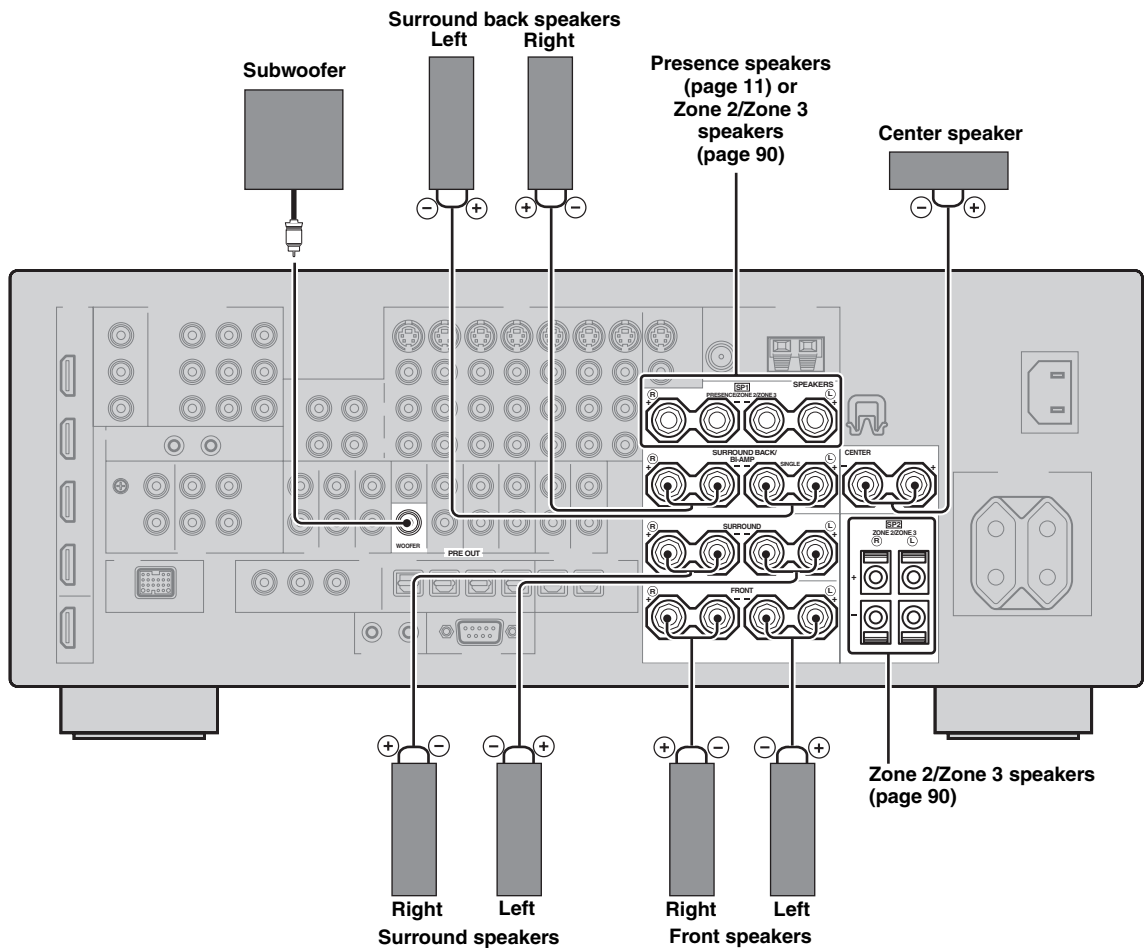 Surround back speakers
Left Right
Subwoofer
Presence speakers
(page 11) or
Zone 2/Zone 3
speakers
(page 90)
Center speaker
− + + −
− +
SP1
SPEAKERS
PRESENCE/ZONE 2/ZONE 3
R L
+ +
SURROUND BACK/
BI-AMP
SINGLE
R L
+ +
CENTER
− +
WOOFER
PRE OUT
SURROUND
R L
+ +
FRONT
R L
+ +
SP2
ZONE 2/ZONE 3
R L
+
−
+ − − + + − − +
Zone 2/Zone 3 speakers
(page 90)
Right Left Right Left
Surround speakers Front speakers